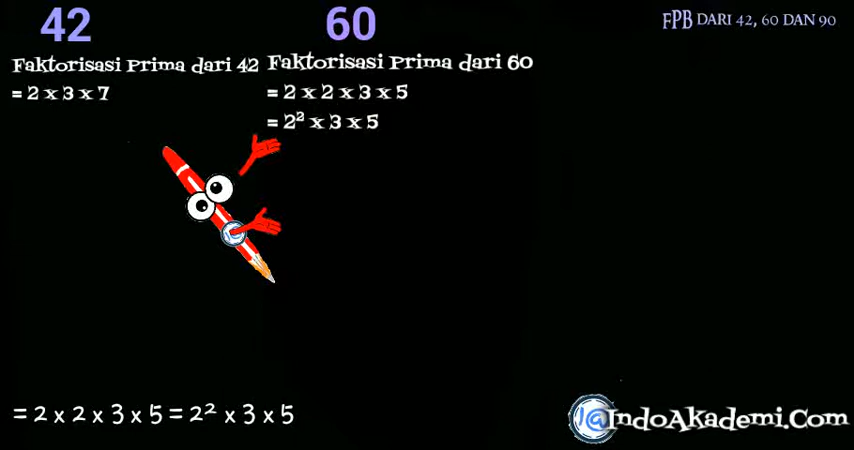 42
60
FPB DARI 42, 60 DAN 90
Faktorisasi Prima dari 42
= 2 x 3 x 7
Faktorisasi Prima dari 60
= 2 x 2 x 3 x 5
= 2² x 3 x 5
= 2 x 2 x 3 x 5 = 2² x 3 x 5
1@IndoAkademi.Com